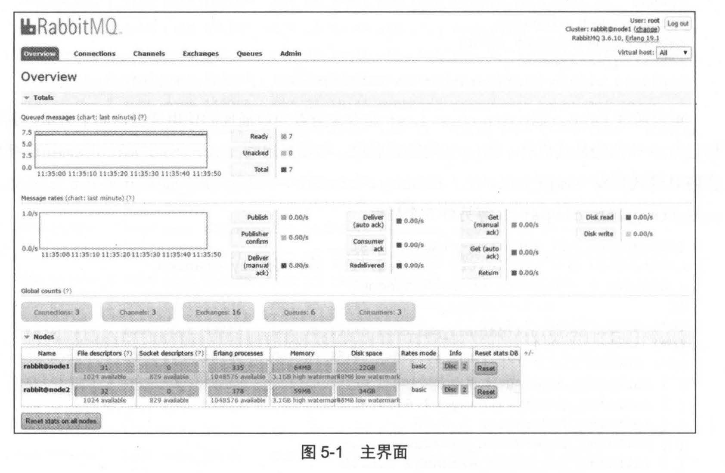 RabbitMQ
User: root
Log out
Cluster: rabbit@node1 (change)
RabbitMQ 3.6.10, Erlang 19.1
Overview Connections Channels Exchanges Queues Admin
Virtual host: All
Overview
Totals
Queued messages (chart: last minute) (?)
7.5
5.0
2.5
0.0
11:35:00 11:35:10 11:35:20 11:35:30 11:35:40 11:35:50
Ready 7
Unacked 0
Total 7
Message rates (chart: last minute) (?)
1.0/s
0.0/s
11:35:00 11:35:10 11:35:20 11:35:30 11:35:40 11:35:50
Publish 0.00/s
Publisher confirm 0.00/s
Deliver (manual ack) 0.00/s
Deliver (auto ack) 0.00/s
Consumer ack 0.00/s
Redelivered 0.00/s
Get (manual ack) 0.00/s
Get (auto ack) 0.00/s
Return 0.00/s
Disk read 0.00/s
Disk write 0.00/s
Global counts (?)
Connections: 3 Channels: 3 Exchanges: 16 Queues: 6 Consumers: 3
Nodes
Name File descriptors (?) Socket descriptors (?) Erlang processes Memory Disk space Rates mode Info Reset stats DB +/-
rabbit@node1 31 0 335 64MB 22GB basic Disc 2 Reset
1024 available 829 available 1048576 available 3.1GB high watermark 48MB low watermark
rabbit@node2 32 0 378 59MB 34GB basic Disc 2 Reset
1024 available 829 available 1048576 available 3.1GB high watermark 48MB low watermark
Reset stats on all nodes
图 5-1 主界面